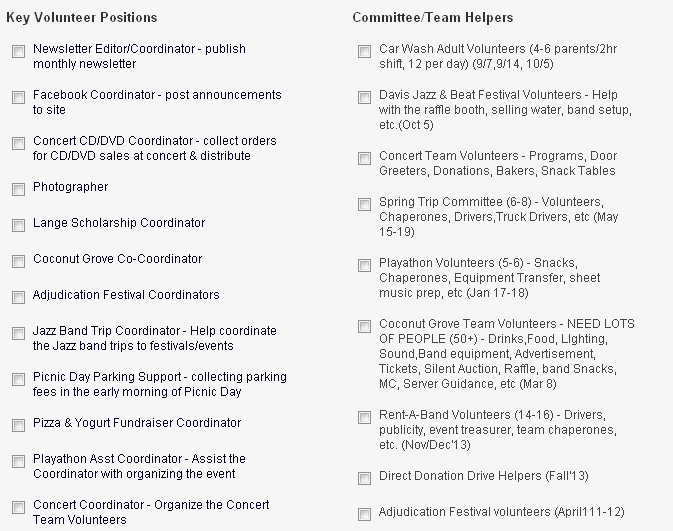 Key Volunteer Positions
Newsletter Editor/Coordinator - publish
monthly newsletter
Facebook Coordinator - post announcements
to site
Concert CD/DVD Coordinator - collect orders
for CD/DVD sales at concert & distribute
Photographer
Lange Scholarship Coordinator
Coconut Grove Co-Coordinator
Adjudication Festival Coordinators
Jazz Band Trip Coordinator - Help coordinate
the Jazz band trips to festivals/events
Picnic Day Parking Support - collecting parking
fees in the early morning of Picnic Day
Pizza & Yogurt Fundraiser Coordinator
Playathon Asst Coordinator - Assist the
Coordinator with organizing the event
Concert Coordinator - Organize the Concert
Team Volunteers
Committee/Team Helpers
Car Wash Adult Volunteers (4-6 parents/2hr
shift, 12 per day) (9/7,9/14, 10/5)
Davis Jazz & Beat Festival Volunteers - Help
with the raffle booth, selling water, band setup,
etc.(Oct 5)
Concert Team Volunteers - Programs, Door
Greeters, Donations, Bakers, Snack Tables
Spring Trip Committee (6-8) - Volunteers,
Chaperones, Drivers,Truck Drivers, etc (May
15-19)
Playathon Volunteers (5-6) - Snacks,
Chaperones, Equipment Transfer, sheet
music prep, etc (Jan 17-18)
Coconut Grove Team Volunteers - NEED LOTS
OF PEOPLE (50+) - Drinks,Food, LIghting,
Sound,Band equipment, Advertisement,
Tickets, Silent Auction, Raffle, band Snacks,
MC, Server Guidance, etc (Mar 8)
Rent-A-Band Volunteers (14-16) - Drivers,
publicity, event treasurer, team chaperones,
etc. (Nov/Dec'13)
Direct Donation Drive Helpers (Fall'13)
Adjudication Festival volunteers (April111-12)